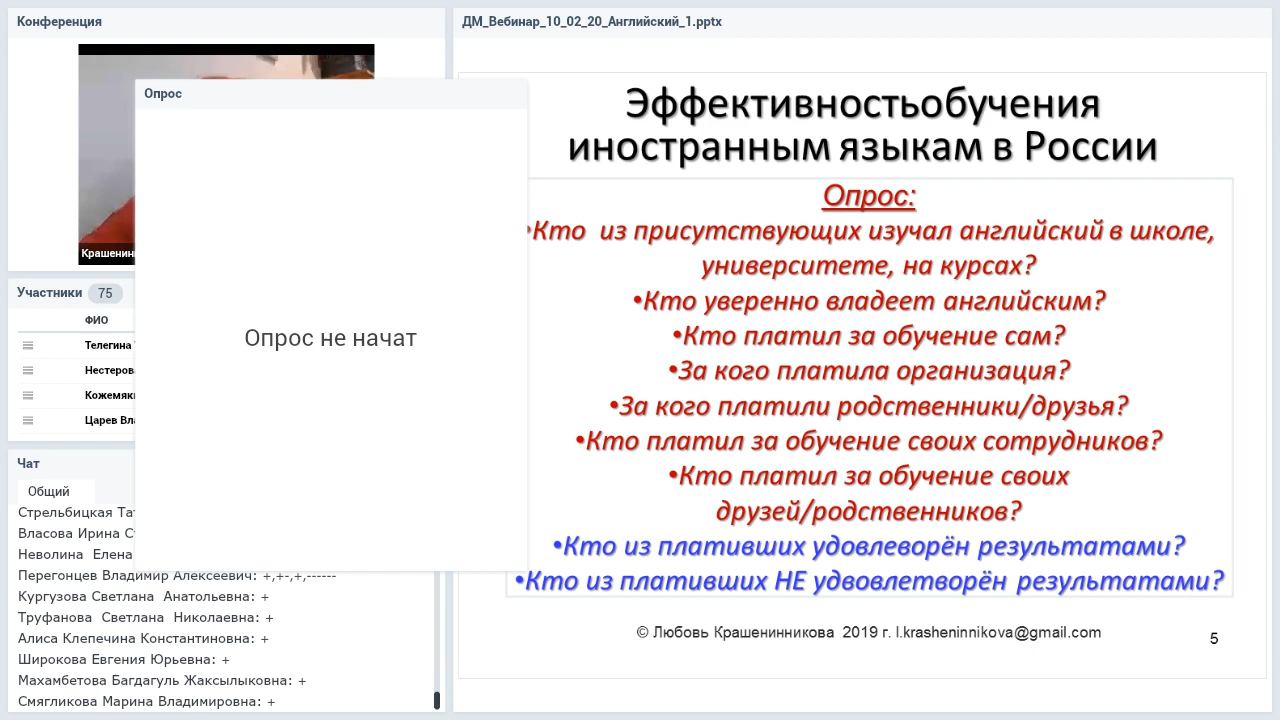 Конференция
Опрос
Опрос не начат
Участники 75
ФИО
Телегина
Нестеров
Царев
Чат
Общий
Стрельбицкая
Власова Ирина
Неволина Елена
Перегонцев Владимир Алексеевич: +,+-,+,------
Кургузова Светлана Анатольевна: +
Труфанова Светлана Николаевна: +
Алиса Клепечина Константиновна: +
Широкова Евгения Юрьевна: +
Махамбетова Багдагуль Жаксылыковна: +
Смягликова Марина Владимировна: +
ДМ_Вебинар_10_02_20_Английский_1.pptx
Эффективностьобучения
иностранным языкам в России
Опрос:
•Кто из присутствующих изучал английский в школе,
университете, на курсах?
•Кто уверенно владеет английским?
•Кто платил за обучение сам?
•За кого платила организация?
•За кого платили родственники/друзья?
•Кто платил за обучение своих сотрудников?
•Кто платил за обучение своих
друзей/родственников?
•Кто из плативших удовлеворён результатами?
•Кто из плативших НЕ удвовлетворён результатами?
© Любовь Крашенинникова 2019 г. l.krasheninnikova@gmail.com
5